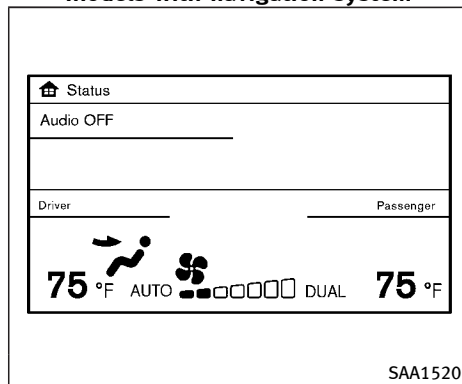 models with navigation system
Status
Audio OFF
Driver Passenger
75 °F AUTO DUAL 75 °F
SAA1520